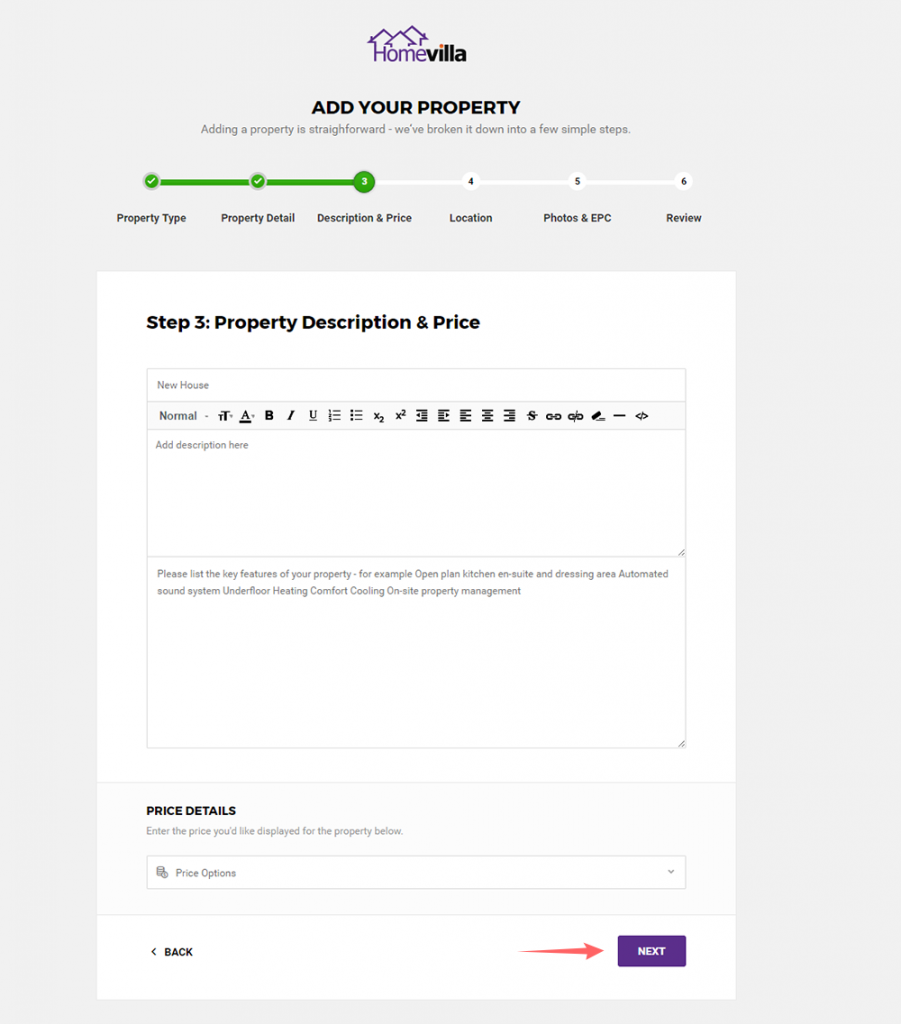 Homevilla
ADD YOUR PROPERTY
Adding a property is straighforward - we've broken it down into a few simple steps.
3 4 5 6
Property Type Property Detail Description & Price Location Photos & EPC Review
Step 3: Property Description & Price
New House
Normal - TT A B I U x2 x2 S </>
Add description here
Please list the key features of your property - for example Open plan kitchen en-suite and dressing area Automated
sound system Underfloor Heating Comfort Cooling On-site property management
PRICE DETAILS
Enter the price you'd like displayed for the property below.
Price Options
BACK NEXT